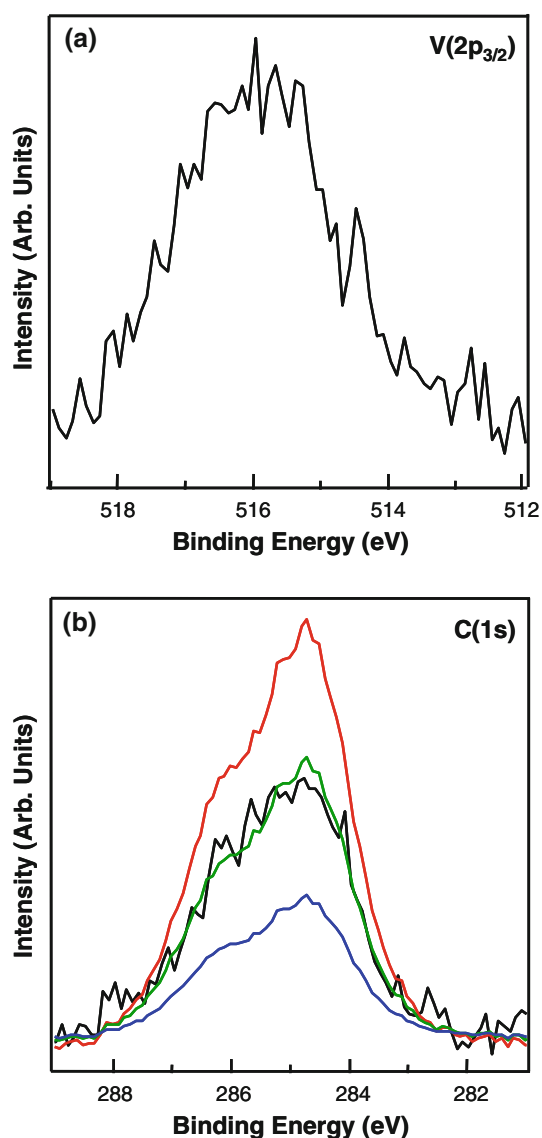 (a)
V(2p3/2)
Intensity (Arb. Units)
518
516
514
512
Binding Energy (eV)
(b)
C(1s)
Intensity (Arb. Units)
288
286
284
282
Binding Energy (eV)